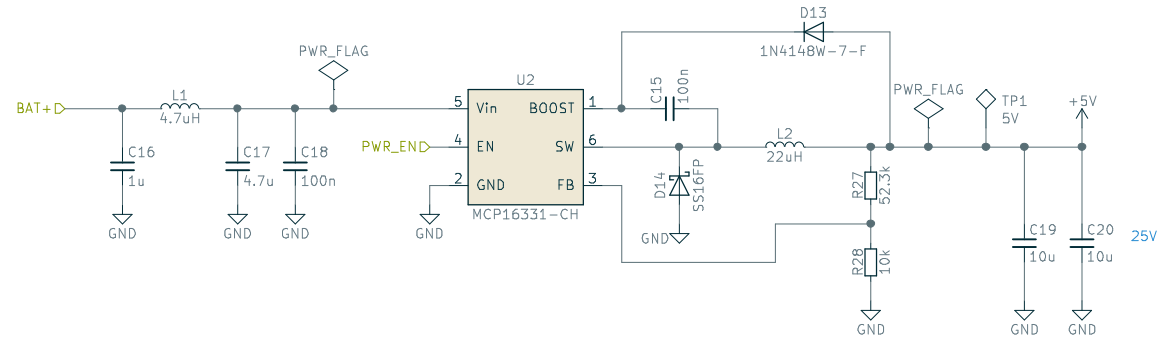 D13
1N4148W-7-F
PWR_FLAG
U2
C15
100n
PWR_FLAG
TP1
5V
+5V
BAT+
L1
4.7uH
5
Vin
BOOST
1
PWR_EN
4
EN
SW
6
L2
22uH
C16
1u
C17
4.7u
C18
100n
2
GND
FB
3
D14
SS16FP
R27
52.3k
MCP16331-CH
GND
GND
GND
GND
GND
R28
10k
C19
10u
C20
10u
25V
GND
GND
GND